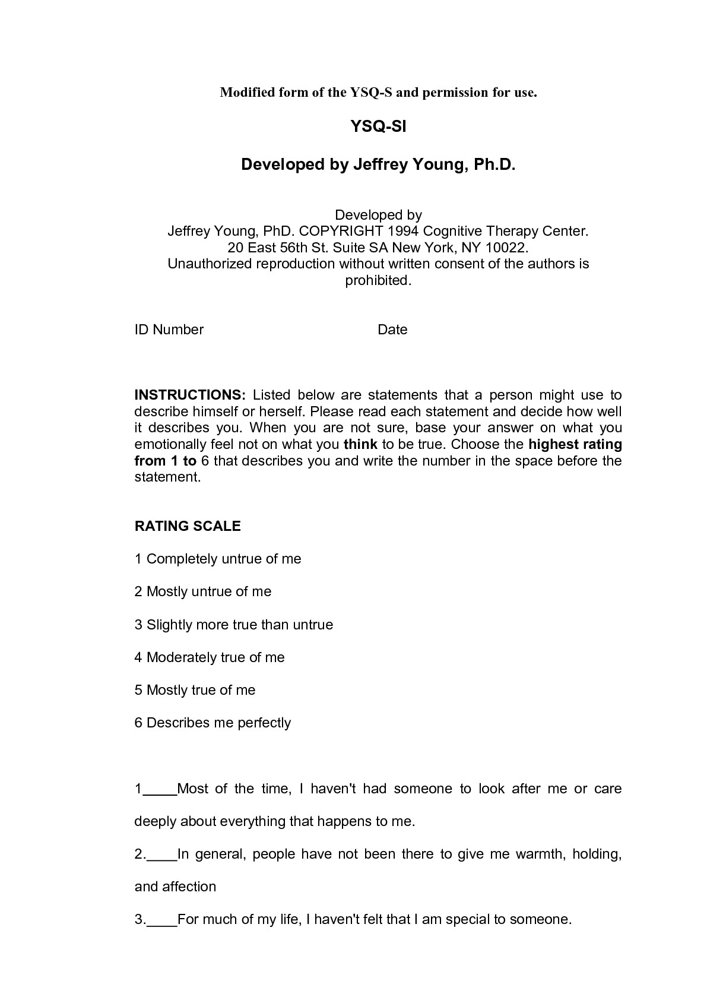 Modified form of the YSQ-S and permission for use.
YSQ-SI
Developed by Jeffrey Young, Ph.D.
Developed by
Jeffrey Young, PhD. COPYRIGHT 1994 Cognitive Therapy Center.
20 East 56th St. Suite SA New York, NY 10022.
Unauthorized reproduction without written consent of the authors is
prohibited.
ID Number Date
INSTRUCTIONS: Listed below are statements that a person might use to
describe himself or herself. Please read each statement and decide how well
it describes you. When you are not sure, base your answer on what you
emotionally feel not on what you think to be true. Choose the highest rating
from 1 to 6 that describes you and write the number in the space before the
statement.
RATING SCALE
1 Completely untrue of me
2 Mostly untrue of me
3 Slightly more true than untrue
4 Moderately true of me
5 Mostly true of me
6 Describes me perfectly
1____Most of the time, I haven't had someone to look after me or care
deeply about everything that happens to me.
2.____In general, people have not been there to give me warmth, holding,
and affection
3.____For much of my life, I haven't felt that I am special to someone.